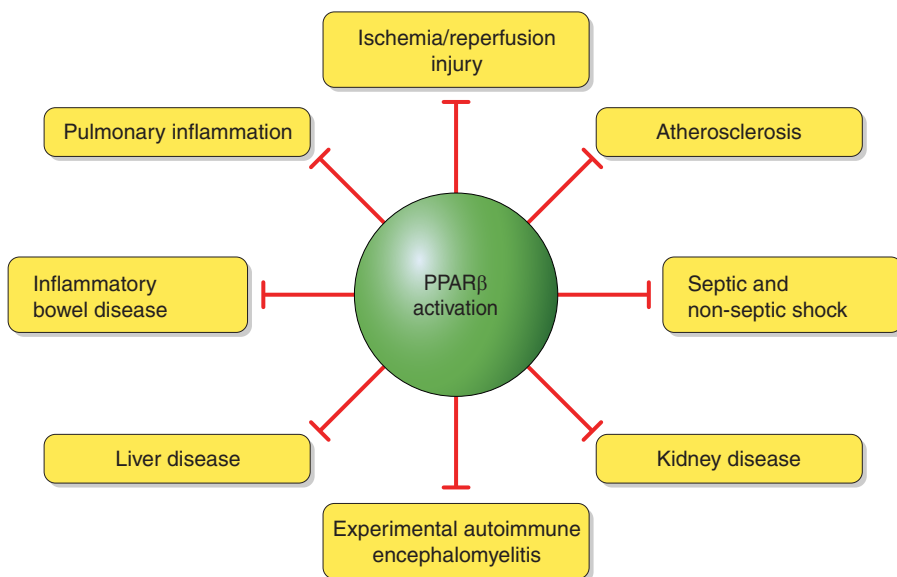 Ischemia/reperfusion
injury
Pulmonary inflammation
Atherosclerosis
Inflammatory
bowel disease
PPARβ
activation
Septic and
non-septic shock
Liver disease
Kidney disease
Experimental autoimmune
encephalomyelitis